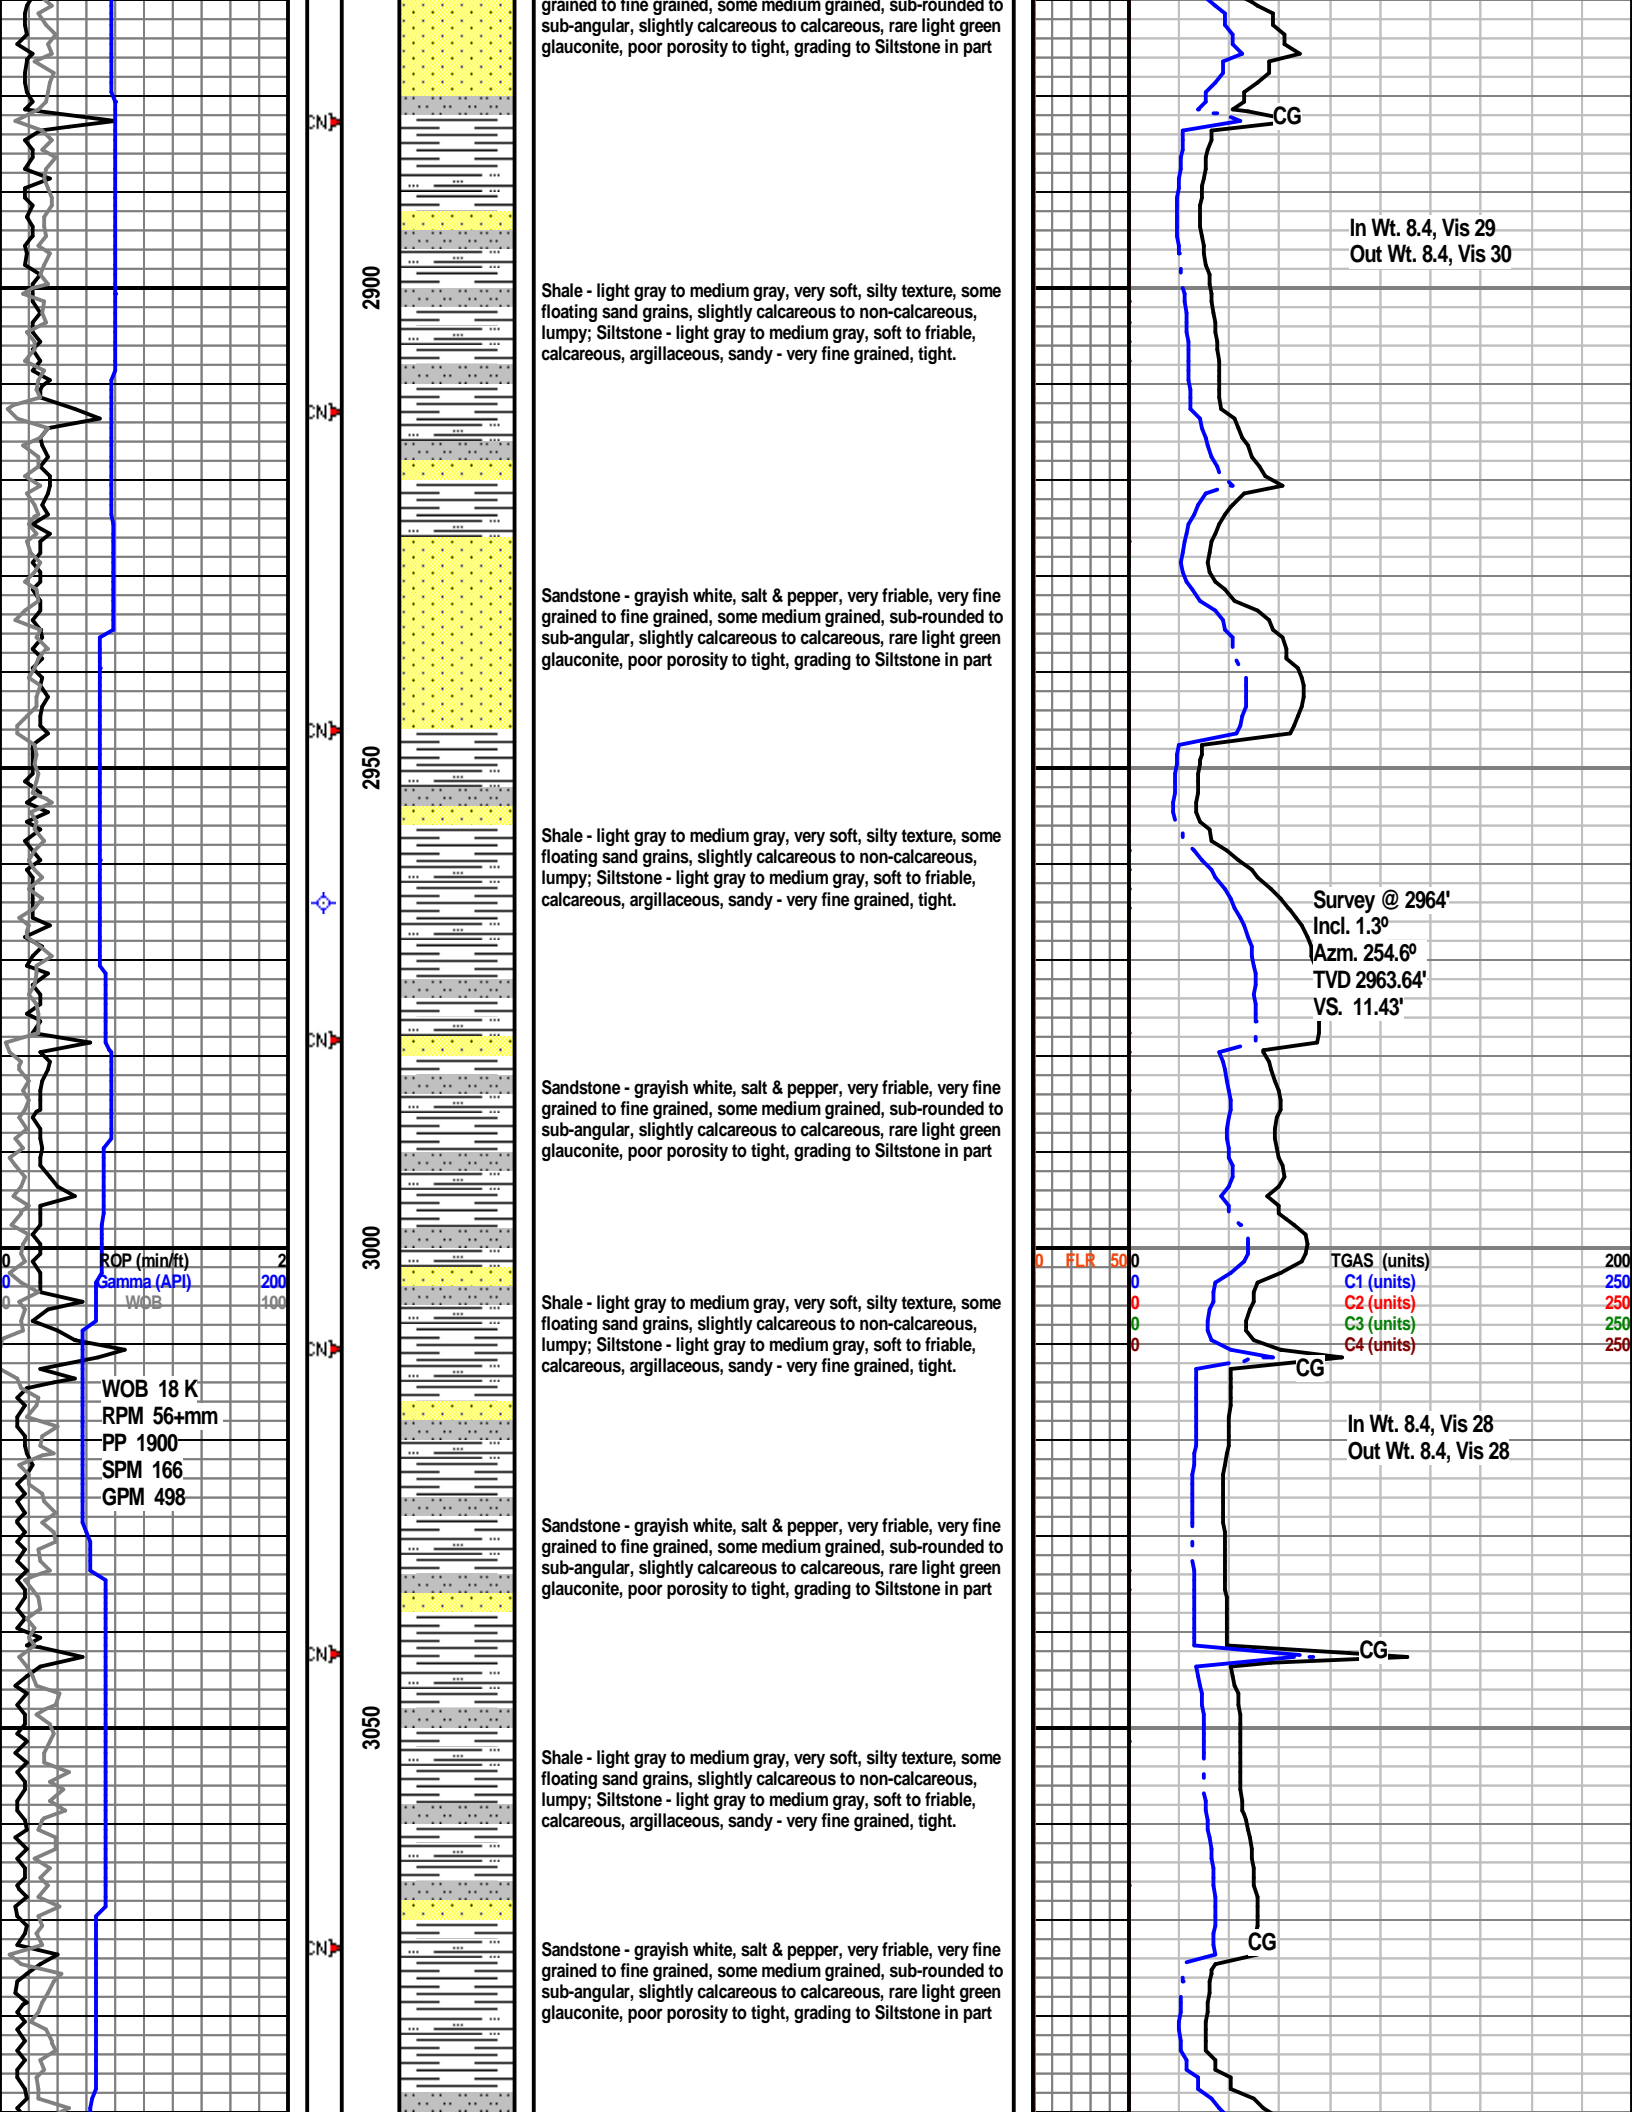 grained to fine grained, some medium grained, sub-rounded to
sub-angular, slightly calcareous to calcareous, rare light green
glauconite, poor porosity to tight, grading to Siltstone in part
CN]
CG
In Wt. 8.4, Vis 29
Out Wt. 8.4, Vis 30
2900
Shale - light gray to medium gray, very soft, silty texture, some
floating sand grains, slightly calcareous to non-calcareous,
lumpy; Siltstone - light gray to medium gray, soft to friable,
calcareous, argillaceous, sandy - very fine grained, tight.
CN]
Sandstone - grayish white, salt & pepper, very friable, very fine
grained to fine grained, some medium grained, sub-rounded to
sub-angular, slightly calcareous to calcareous, rare light green
glauconite, poor porosity to tight, grading to Siltstone in part
CN]
2950
Shale - light gray to medium gray, very soft, silty texture, some
floating sand grains, slightly calcareous to non-calcareous,
lumpy; Siltstone - light gray to medium gray, soft to friable,
calcareous, argillaceous, sandy - very fine grained, tight.
Survey @ 2964'
Incl. 1.3º
Azm. 254.6º
TVD 2963.64'
VS. 11.43'
CN]
Sandstone - grayish white, salt & pepper, very friable, very fine
grained to fine grained, some medium grained, sub-rounded to
sub-angular, slightly calcareous to calcareous, rare light green
glauconite, poor porosity to tight, grading to Siltstone in part
3000
0 ROP (min/ft) 2
0 Gamma (API) 200
0 WOB 100
0 FLR 50
0 TGAS (units) 200
0 C1 (units) 250
0 C2 (units) 250
0 C3 (units) 250
0 C4 (units) 250
Shale - light gray to medium gray, very soft, silty texture, some
floating sand grains, slightly calcareous to non-calcareous,
lumpy; Siltstone - light gray to medium gray, soft to friable,
calcareous, argillaceous, sandy - very fine grained, tight.
CN]
CG
WOB 18 K
RPM 56+mm
PP 1900
SPM 166
GPM 498
In Wt. 8.4, Vis 28
Out Wt. 8.4, Vis 28
Sandstone - grayish white, salt & pepper, very friable, very fine
grained to fine grained, some medium grained, sub-rounded to
sub-angular, slightly calcareous to calcareous, rare light green
glauconite, poor porosity to tight, grading to Siltstone in part
CN]
CG
3050
Shale - light gray to medium gray, very soft, silty texture, some
floating sand grains, slightly calcareous to non-calcareous,
lumpy; Siltstone - light gray to medium gray, soft to friable,
calcareous, argillaceous, sandy - very fine grained, tight.
CN]
CG
Sandstone - grayish white, salt & pepper, very friable, very fine
grained to fine grained, some medium grained, sub-rounded to
sub-angular, slightly calcareous to calcareous, rare light green
glauconite, poor porosity to tight, grading to Siltstone in part